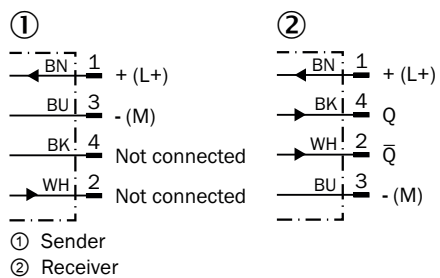 ①
BN 1 + (L+)
BU 3 - (M)
BK 4 Not connected
WH 2 Not connected
②
BN 1 + (L+)
BK 4 Q
WH 2 Q̅
BU 3 - (M)
① Sender
② Receiver